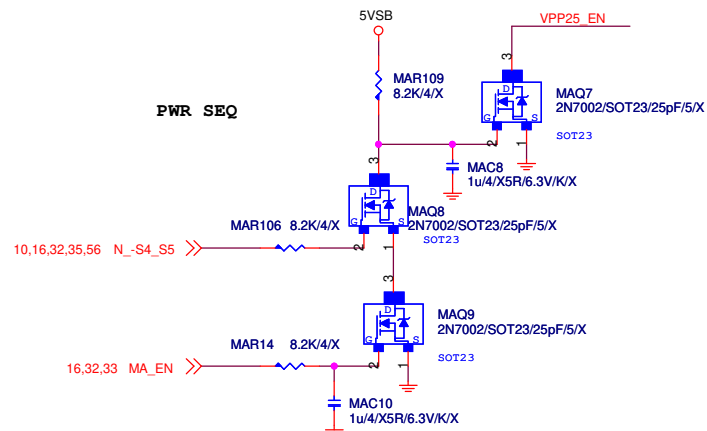 5VSB
VPP25_EN
3
MAR109
8.2K/4/X
D
MAQ7
2N7002/SOT23/25pF/5/X
PWR SEQ
G
S
SOT23
2
1
3
MAC8
1u/4/X5R/6.3V/K/X
D
MAQ8
2N7002/SOT23/25pF/5/X
MAR106 8.2K/4/X
G
S
SOT23
10,16,32,35,56 N_-S4_S5
2
1
3
D
MAQ9
2N7002/SOT23/25pF/5/X
MAR14 8.2K/4/X
G
S
SOT23
16,32,33 MA_EN
2
1
MAC10
1u/4/X5R/6.3V/K/X